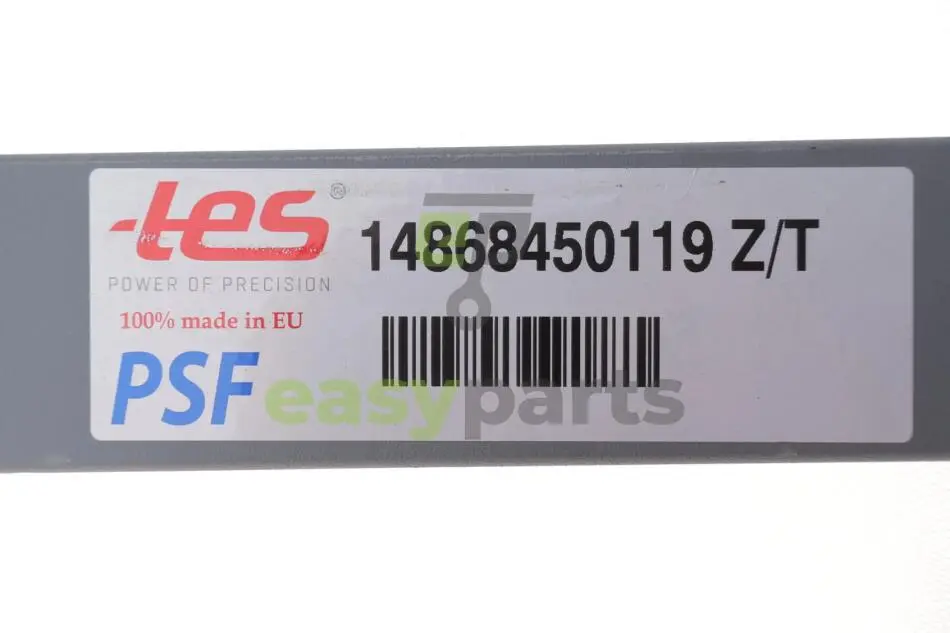 tes ®
POWER OF PRECISION
100% made in EU
PSF
14868450119 Z/T
easyparts